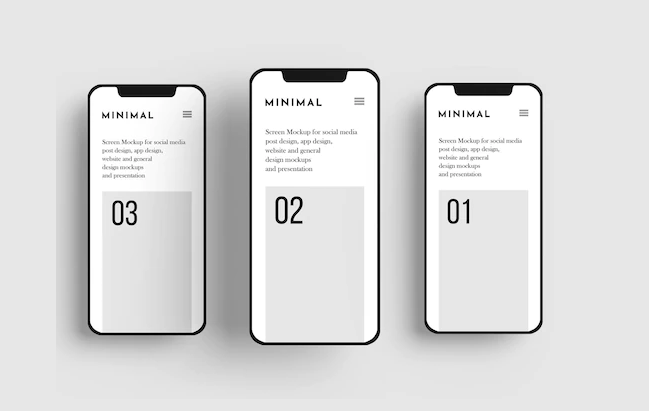 MINIMAL
Screen Mockup for social media
post design, app design,
website and general
design mockups
and presentation
03
MINIMAL
Screen Mockup for social media
post design, app design,
website and general
design mockups
and presentation
02
MINIMAL
Screen Mockup for social media
post design, app design,
website and general
design mockups
and presentation
01